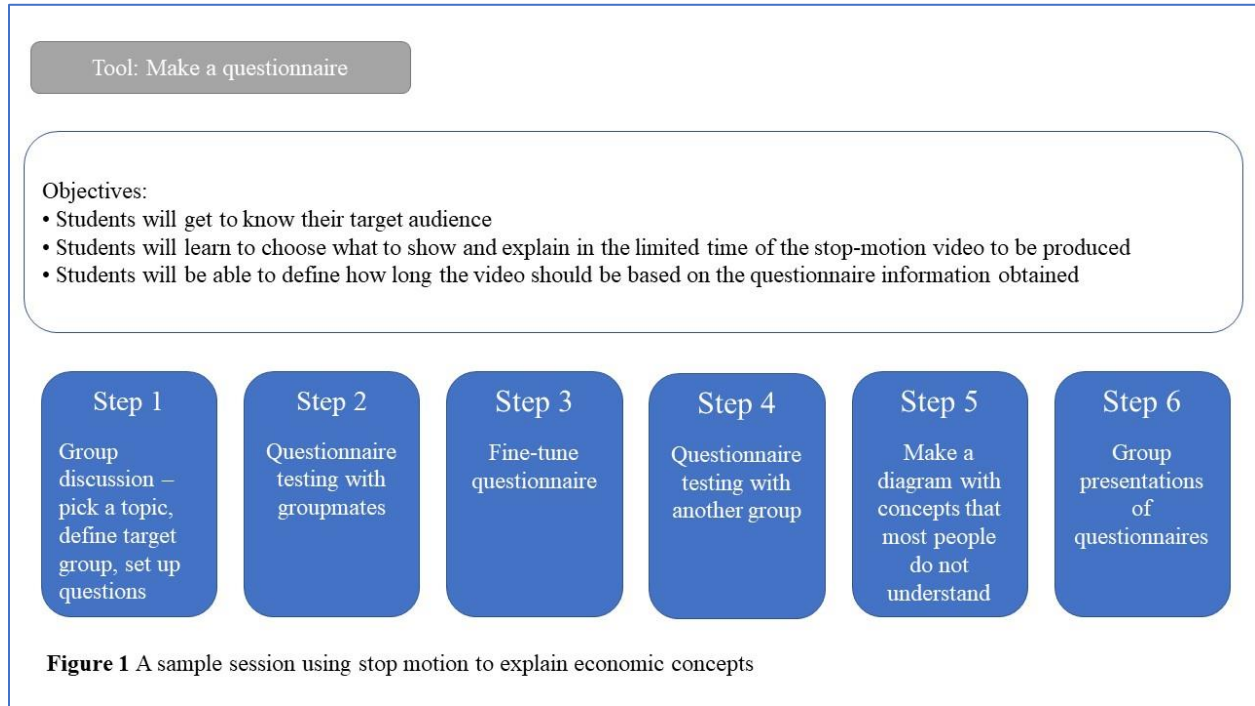 Tool: Make a questionnaire
Objectives:
• Students will get to know their target audience
• Students will learn to choose what to show and explain in the limited time of the stop-motion video to be produced
• Students will be able to define how long the video should be based on the questionnaire information obtained
Step 1
Group
discussion –
pick a topic,
define target
group, set up
questions
Step 2
Questionnaire
testing with
groupmates
Step 3
Fine-tune
questionnaire
Step 4
Questionnaire
testing with
another group
Step 5
Make a
diagram with
concepts that
most people
do not
understand
Step 6
Group
presentations
of
questionnaires
Figure 1 A sample session using stop motion to explain economic concepts